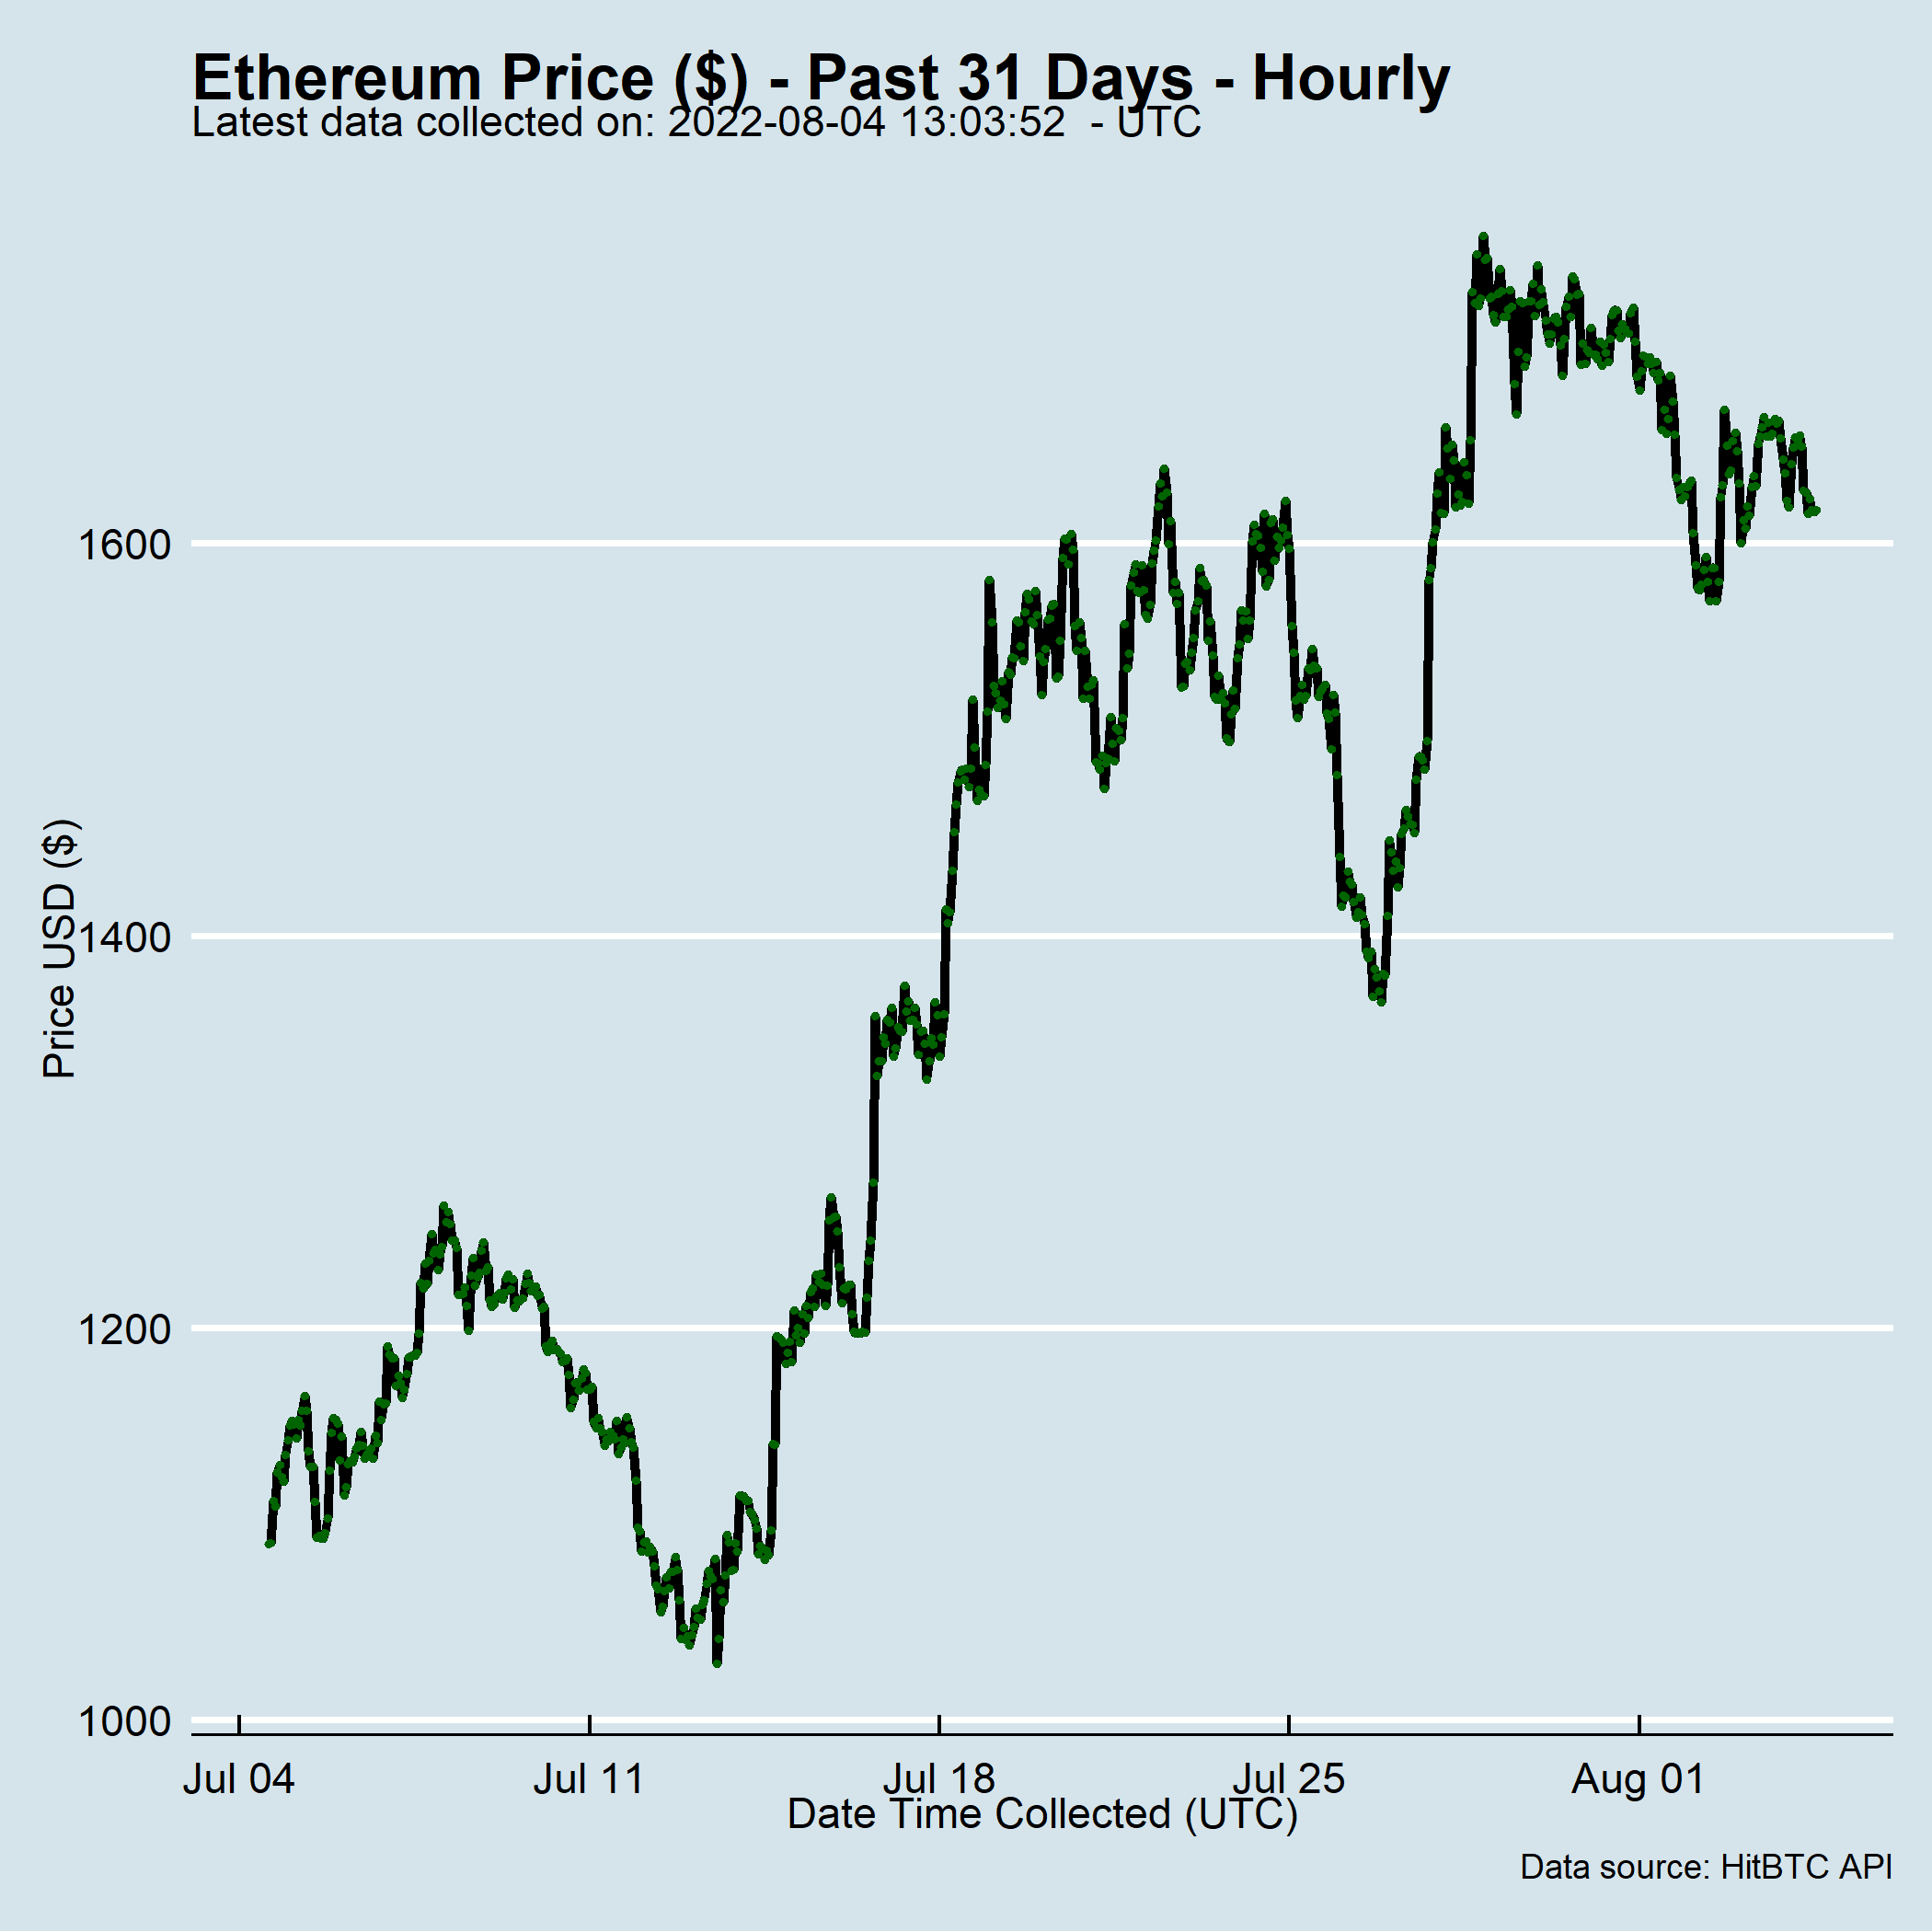 Ethereum Price ($) - Past 31 Days - Hourly
Latest data collected on: 2022-08-04 13:03:52  - UTC
Price USD ($)
1600
1400
1200
1000
Jul 04
Jul 11
Jul 18
Jul 25
Aug 01
Date Time Collected (UTC)
Data source: HitBTC API